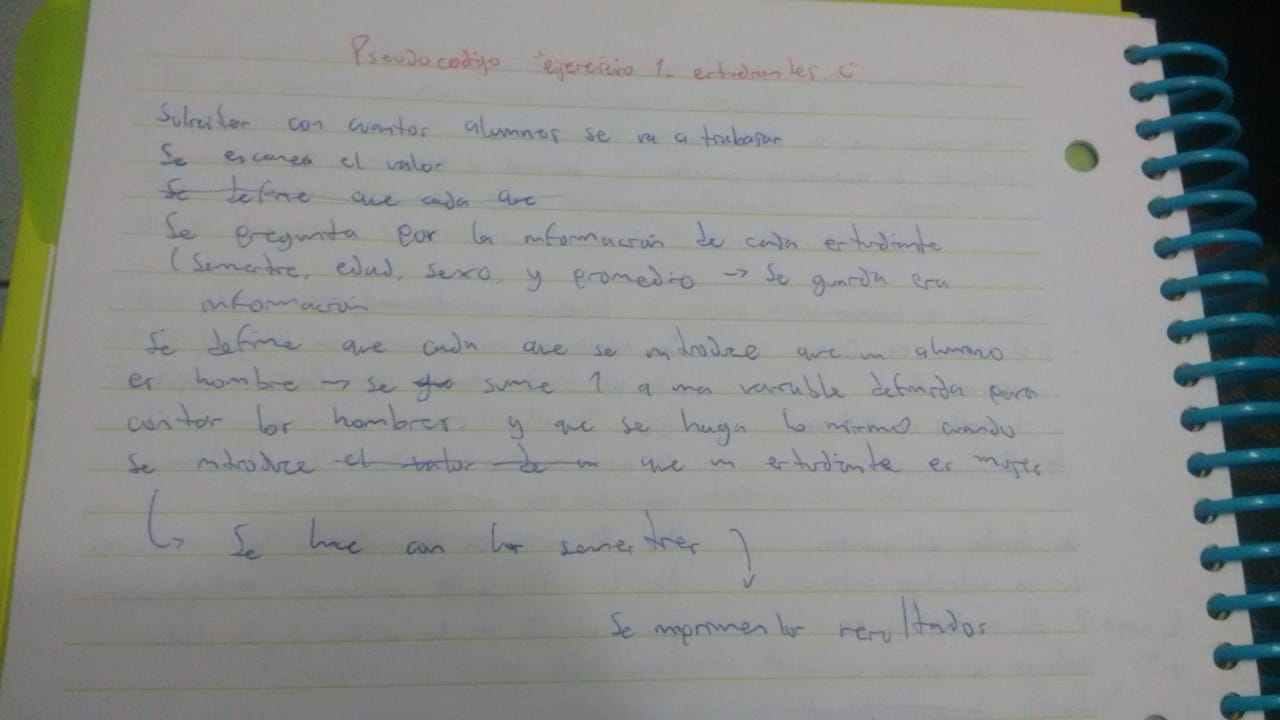 Pseudocodigo "ejercicio 1. estudiantes C"
Solicitar con cuantos alumnos se va a trabajar
Se escanea el valor
Se define que cada que
Se pregunta por la información de cada estudiante
(Semestre, edad, sexo y promedio → Se guarda esa
información
Se define que cada que se introduce que un alumno
es hombre → se sume 1 a una variable definida para
contar los hombres y que se haga lo mismo cuando
se introduce el valor de un que un estudiante es mujer
↳ Se hace con los semestres ↓
Se imprimen los resultados